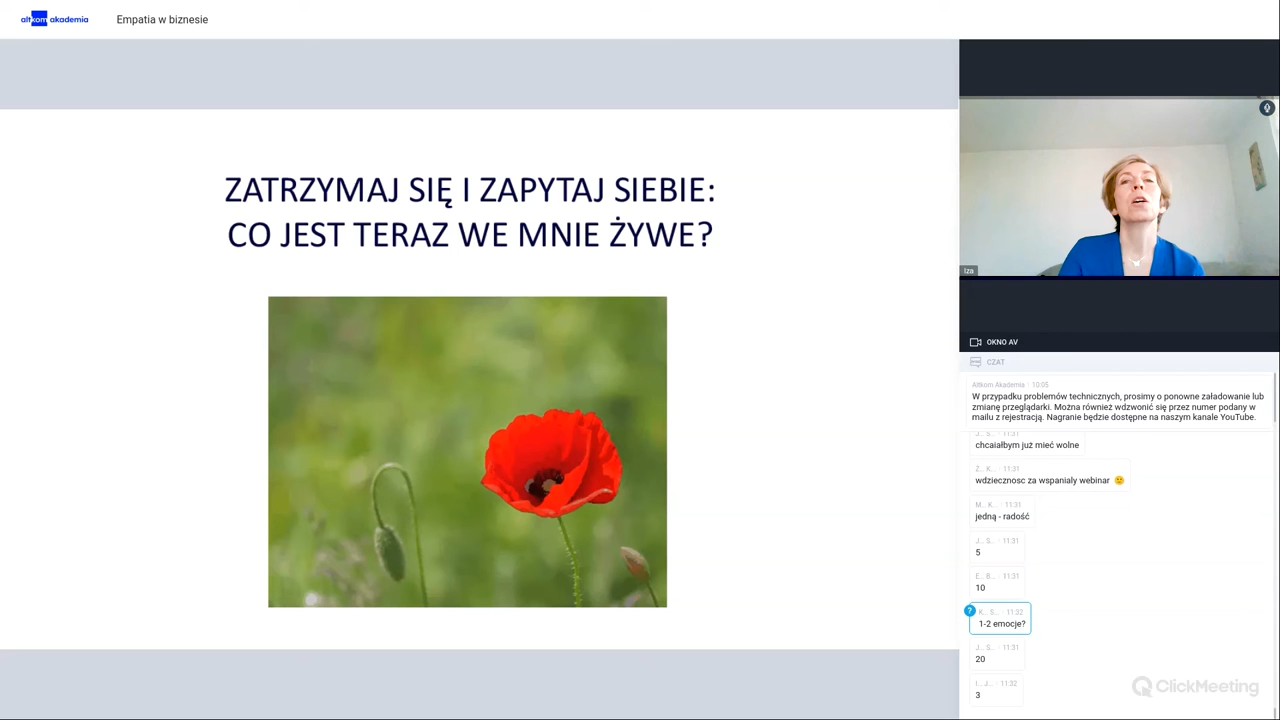 altkom akademia
Empatia w biznesie
ZATRZYMAJ SIĘ I ZAPYTAJ SIEBIE:
CO JEST TERAZ WE MNIE ŻYWE?
Iza
OKNO AV
CZAT
Altkom Akademia 10:05
W przypadku problemów technicznych, prosimy o ponowne załadowanie lub
zmianę przeglądarki. Można również wdzwonić się przez numer podany w
mailu z rejestracją. Nagranie będzie dostępne na naszym kanale YouTube.
J... S... 11:31
chcaiałbym już mieć wolne
Ż... K... 11:31
wdziecznosc za wspanialy webinar 🙂
M... K... 11:31
jedną - radość
J... S... 11:31
5
E... B... 11:31
10
? K... S... 11:32
1-2 emocje?
J... S... 11:31
20
I... J... 11:32
3
ClickMeeting